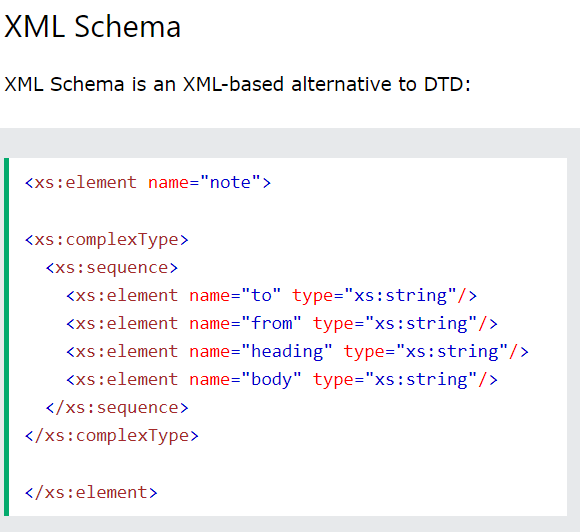 XML Schema
XML Schema is an XML-based alternative to DTD:
<xs:element name="note">
<xs:complexType>
<xs:sequence>
<xs:element name="to" type="xs:string"/>
<xs:element name="from" type="xs:string"/>
<xs:element name="heading" type="xs:string"/>
<xs:element name="body" type="xs:string"/>
</xs:sequence>
</xs:complexType>
</xs:element>